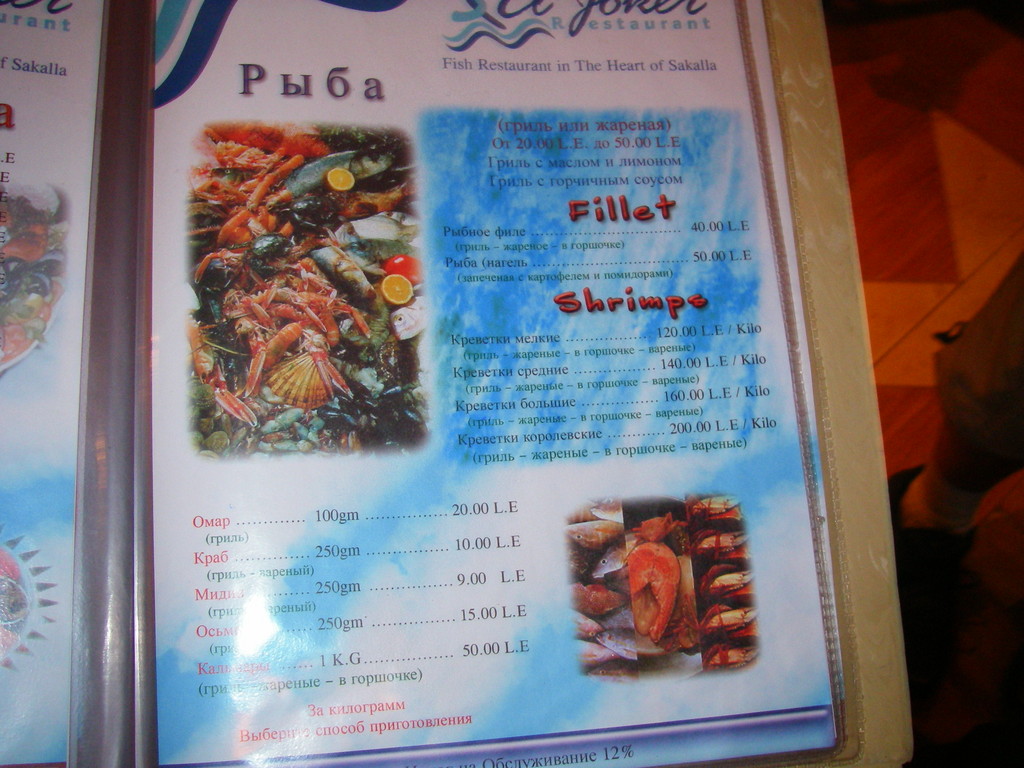 Restaurant
Fish Restaurant in The Heart of Sakalla
urant
f Sakalla
Рыба
а
(гриль или жареная)
От 20.00 L.E. до 50.00 L.E
Гриль с маслом и лимоном
Гриль с горчичным соусом
Fillet
Рыбное филе ................................ 40.00 L.E
(гриль – жареное – в горшочке)
Рыба (нагель ................................ 50.00 L.E
(запеченая с картофелем и помидорами)
Shrimps
Креветки мелкие ................. 120.00 L.E / Kilo
(гриль – жареные – в горшочке – вареные)
Креветки средние ................ 140.00 L.E / Kilo
(гриль – жареные – в горшочке – вареные)
Креветки большие ............... 160.00 L.E / Kilo
(гриль – жареные – в горшочке – вареные)
Креветки королевские ............ 200.00 L.E / Kilo
(гриль – жареные – в горшочке – вареные)
.E
E
Омар ............. 100gm ................ 20.00 L.E
(гриль)
Краб .............. 250gm ................ 10.00 L.E
(гриль - вареный)
250gm ................ 9.00 L.E
250gm ................ 15.00 L.E
...... 1 K.G................. 50.00 L.E
жареные – в горшочке)
За килограмм
способ приготовления
на Обслуживание 12%